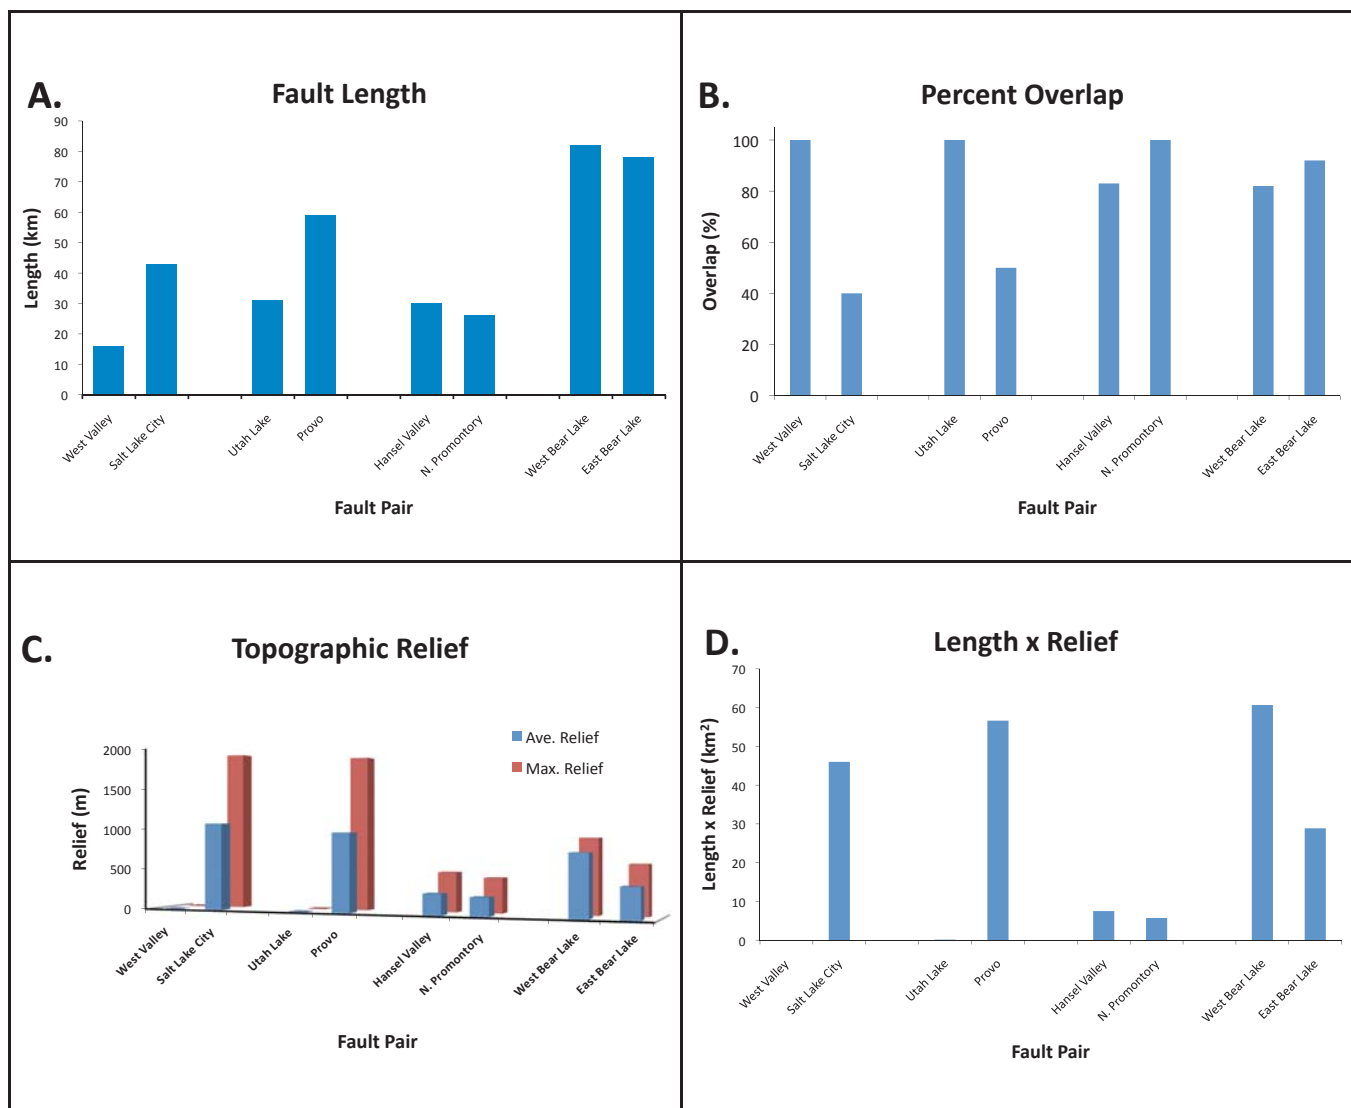 A.
Fault Length
90
80
70
60
50
40
30
20
10
0
Length (km)
West Valley
Salt Lake City
Utah Lake
Provo
Hansel Valley
N. Promontory
West Bear Lake
East Bear Lake
Fault Pair
B.
Percent Overlap
100
80
60
40
20
0
Overlap (%)
West Valley
Salt Lake City
Utah Lake
Provo
Hansel Valley
N. Promontory
West Bear Lake
East Bear Lake
Fault Pair
C.
Topographic Relief
Ave. Relief
Max. Relief
2000
1500
1000
500
0
Relief (m)
West Valley
Salt Lake City
Utah Lake
Provo
Hansel Valley
N. Promontory
West Bear Lake
East Bear Lake
Fault Pair
D.
Length x Relief
70
60
50
40
30
20
10
0
Length x Relief (km²)
West Valley
Salt Lake City
Utah Lake
Provo
Hansel Valley
N. Promontory
West Bear Lake
East Bear Lake
Fault Pair